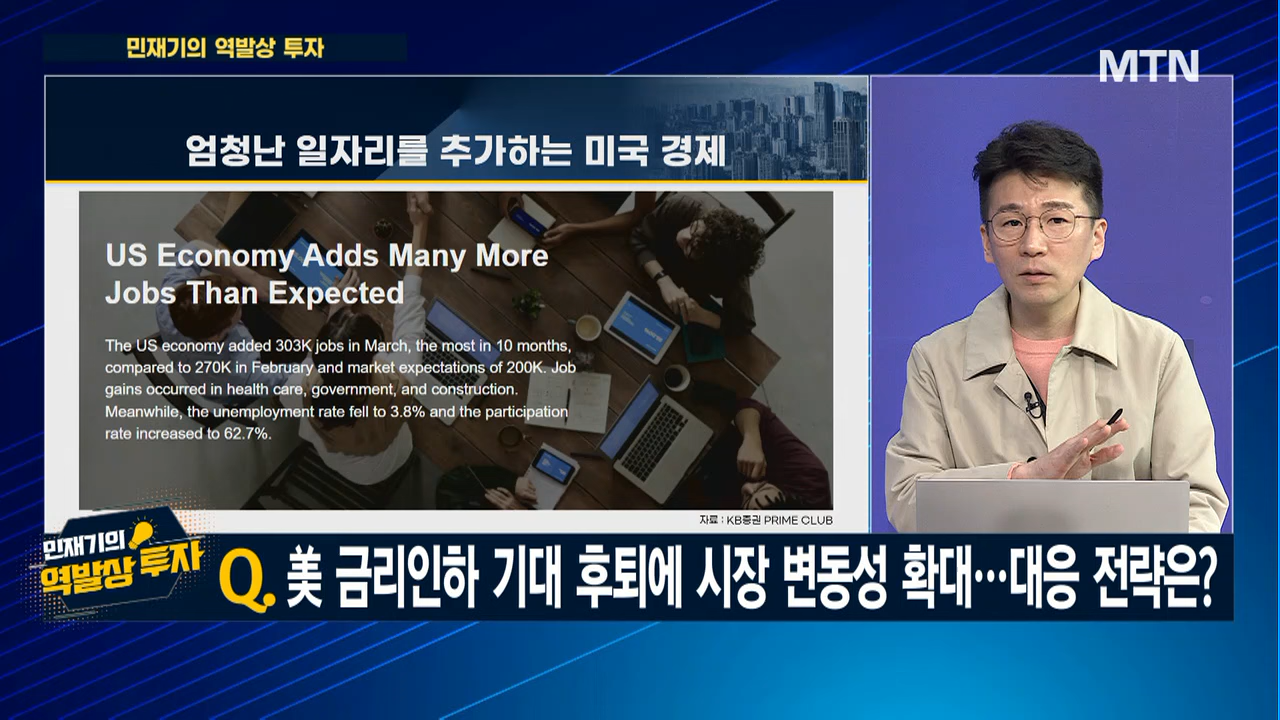 민재기의 역발상 투자
MTN
엄청난 일자리를 추가하는 미국 경제
US Economy Adds Many More
Jobs Than Expected
The US economy added 303K jobs in March, the most in 10 months,
compared to 270K in February and market expectations of 200K. Job
gains occurred in health care, government, and construction.
Meanwhile, the unemployment rate fell to 3.8% and the participation
rate increased to 62.7%.
자료 : KB증권 PRIME CLUB
민재기의
역발상 투자
Q. 美 금리인하 기대 후퇴에 시장 변동성 확대…대응 전략은?